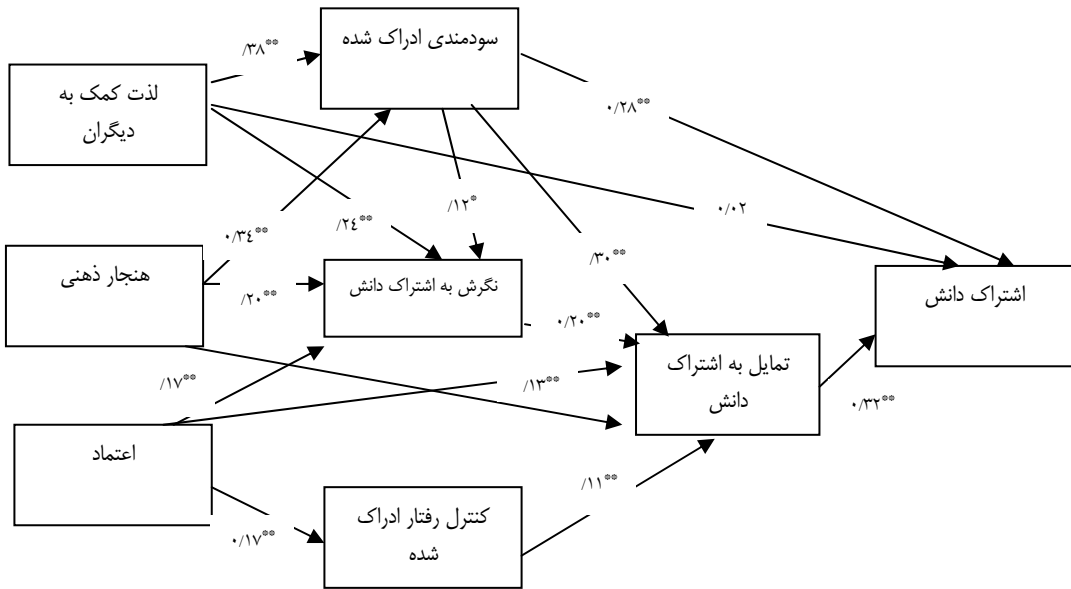 سودمندی ادراک شده
/۳۸**
لذت کمک به
دیگران
۰/۲۸**
/۱۲*
۰/۰۲
۰/۳٤**
/۲٤**
/۳۰**
هنجار ذهنی
نگرش به اشتراک دانش
اشتراک دانش
/۲۰**
۰/۲۰**
تمایل به اشتراک
دانش
/۱۷**
/۱۳**
۰/۳۲**
اعتماد
/۱۱**
کنترل رفتار ادراک
شده
۰/۱۷**